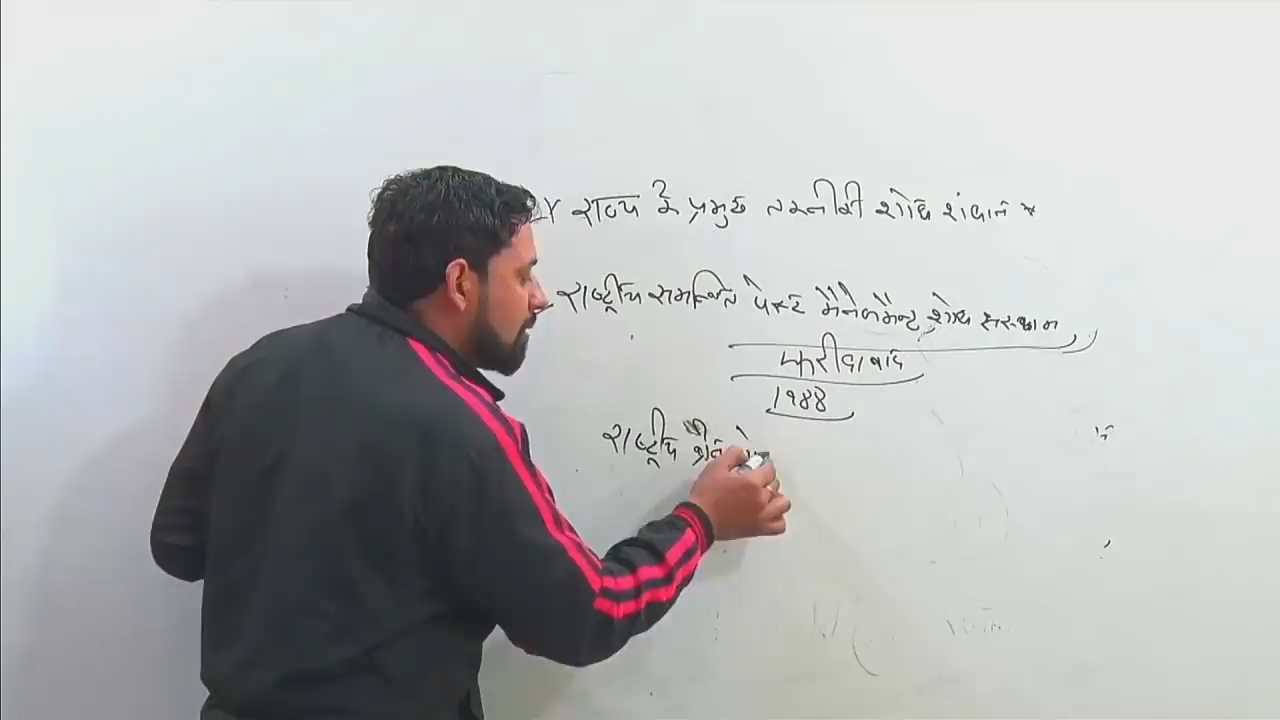 राज्य के प्रमुख तकनीकी शोध संथान *
राष्ट्रीय समन्वित पेस्ट मैनेजमैन्ट शोध संस्थान
फरीदाबाद
1988
राष्ट्रीय